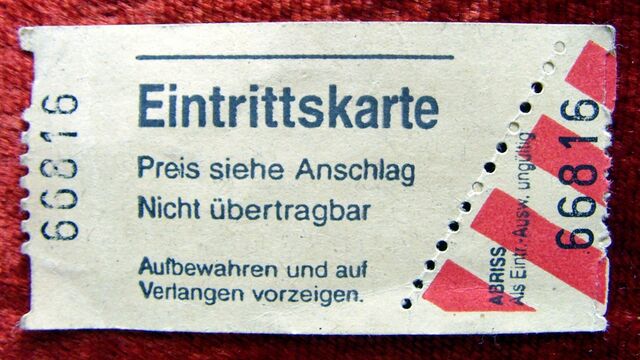 66816
Eintrittskarte
Preis siehe Anschlag
Nicht übertragbar
Aufbewahren und auf
Verlangen vorzeigen.
ABRISS
Als Eintr.-Ausw. ungültig
66816